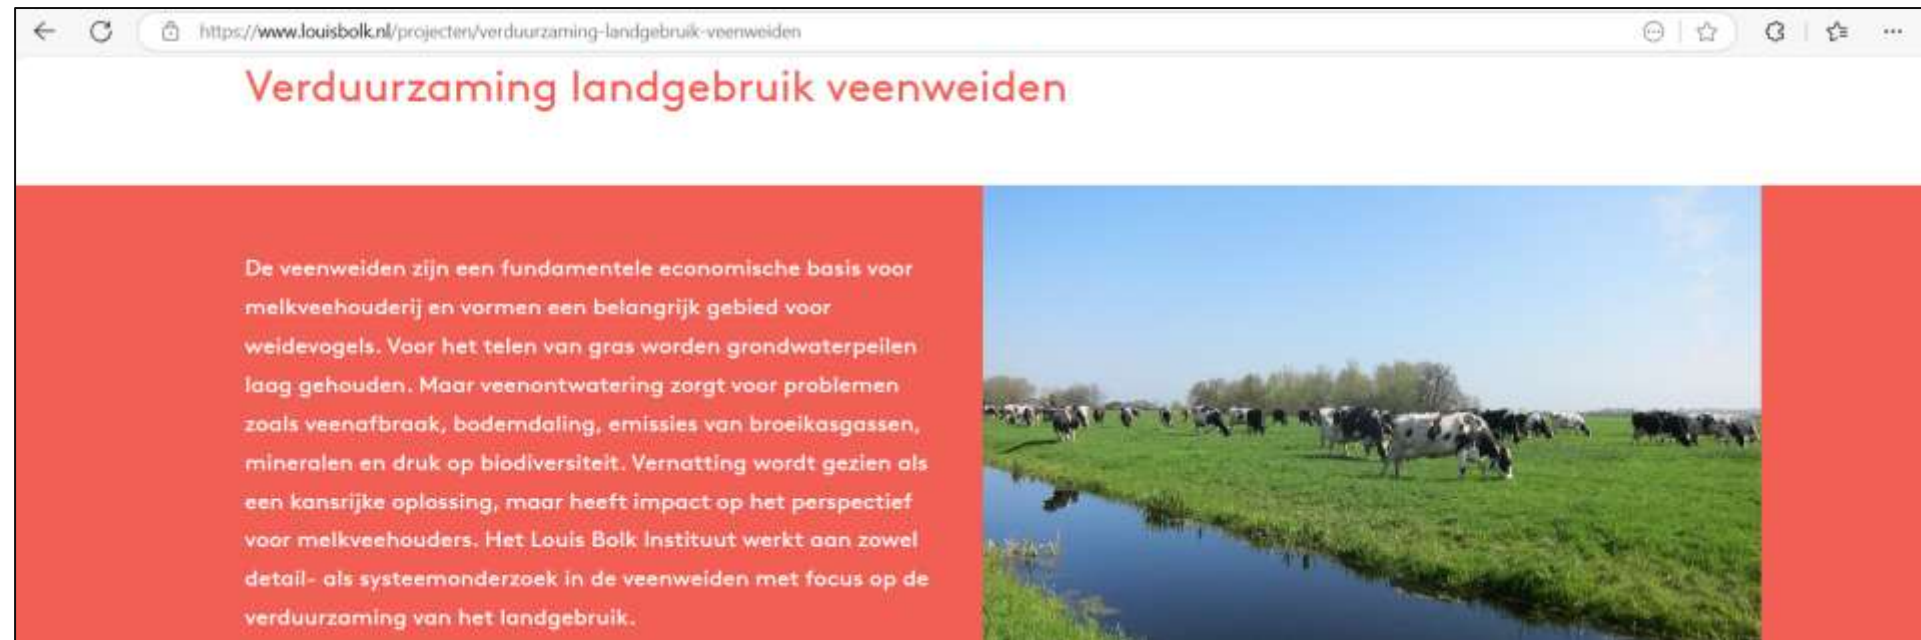 https://www.louisbolk.nl/projecten/verduurzaming-landgebruik-veenweiden
Verduurzaming landgebruik veenweiden
De veenweiden zijn een fundamentele economische basis voor
melkveehouderij en vormen een belangrijk gebied voor
weidevogels. Voor het telen van gras worden grondwaterpeilen
laag gehouden. Maar veenontwatering zorgt voor problemen
zoals veenafbraak, bodemdaling, emissies van broeikasgassen,
mineralen en druk op biodiversiteit. Vernatting wordt gezien als
een kansrijke oplossing, maar heeft impact op het perspectief
voor melkveehouders. Het Louis Bolk Instituut werkt aan zowel
detail- als systeemonderzoek in de veenweiden met focus op de
verduurzaming van het landgebruik.